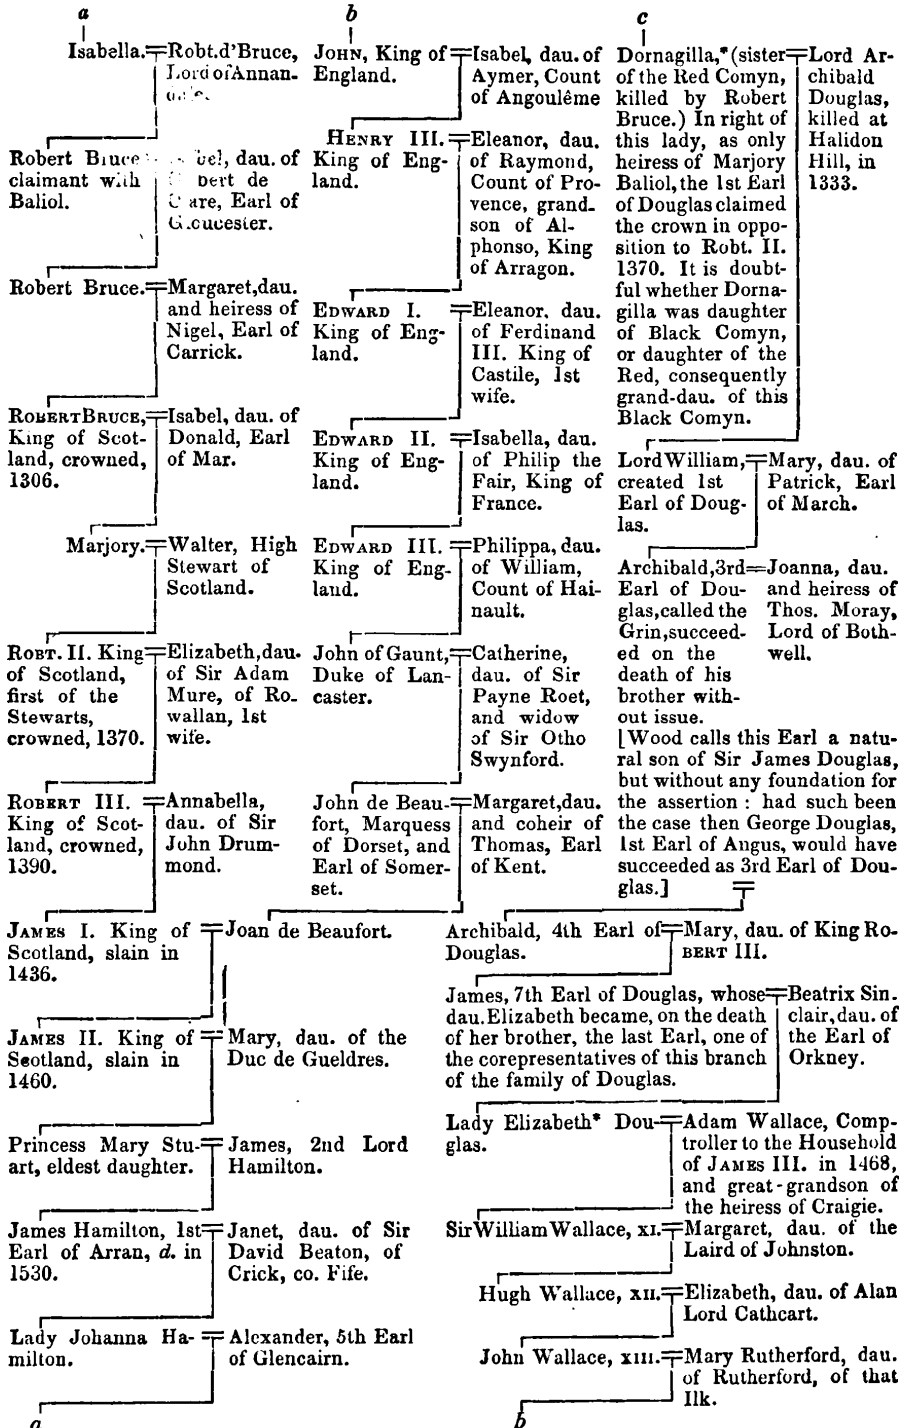 a
Isabella.
Robt. d'Bruce,
Lord of Annan-
Robert Bruce
claimant with
Baliol.
dau. of
de
Earl of
Gloucester.
Robert Bruce.
Margaret, dau.
and heiress of
Nigel, Earl of
Carrick.
ROBERT BRUCE,
King of Scot-
land, crowned,
1306.
Isabel, dau. of
Donald, Earl
of Mar.
Marjory.
Walter, High
Stewart of
Scotland.
ROBT. II. King
of Scotland,
first of the
Stewarts,
crowned, 1370.
Elizabeth, dau.
of Sir Adam
Mure, of Ro-
wallan, 1st
wife.
ROBERT III.
King of Scot-
land, crowned,
1390.
Annabella,
dau. of Sir
John Drum-
mond.
b
JOHN, King of
England.
Isabel, dau. of
Aymer, Count
of Angoulême
HENRY III.
King of Eng-
land.
Eleanor, dau.
of Raymond,
Count of Pro-
vence, grand-
son of Al-
phonso, King
of Arragon.
EDWARD I.
King of Eng-
land.
Eleanor, dau.
of Ferdinand
III. King of
Castile, 1st
wife.
EDWARD II.
King of Eng-
land.
Isabella, dau.
of Philip the
Fair, King of
France.
EDWARD III.
King of Eng-
land.
Philippa, dau.
of William,
Count of Hai-
nault.
John of Gaunt,
Duke of Lan-
caster.
Catherine,
dau. of Sir
Payne Roet,
and widow
of Sir Otho
Swynford.
John de Beau-
fort, Marquess
of Dorset, and
Earl of Somer-
set.
Margaret, dau.
and coheir of
Thomas, Earl
of Kent.
c
Dornagilla,* (sister
of the Red Comyn,
killed by Robert
Bruce.) In right of
this lady, as only
heiress of Marjory
Baliol, the 1st Earl
of Douglas claimed
the crown in oppo-
sition to Robt. II.
1370. It is doubt-
ful whether Dorna-
gilla was daughter
of Black Comyn,
or daughter of the
Red, consequently
grand-dau. of this
Black Comyn.
Lord Ar-
chibald
Douglas,
killed at
Halidon
Hill, in
1333.
Lord William,
created 1st
Earl of Doug-
las.
Mary, dau. of
Patrick, Earl
of March.
Archibald, 3rd
Earl of Dou-
glas, called the
Grin, succeed-
ed on the
death of his
brother with-
out issue.
Joanna, dau.
and heiress of
Thos. Moray,
Lord of Both-
well.
[Wood calls this Earl a natu-
ral son of Sir James Douglas,
but without any foundation for
the assertion : had such been
the case then George Douglas,
1st Earl of Augus, would have
succeeded as 3rd Earl of Dou-
glas.]
JAMES I. King of
Scotland, slain in
1436.
Joan de Beaufort.
JAMES II. King of
Scotland, slain in
1460.
Mary, dau. of the
Duc de Gueldres.
Princess Mary Stu-
art, eldest daughter.
James, 2nd Lord
Hamilton.
James Hamilton, 1st
Earl of Arran, d. in
1530.
Janet, dau. of Sir
David Beaton, of
Crick, co. Fife.
Lady Johanna Ha-
milton.
Alexander, 5th Earl
of Glencairn.
a
Archibald, 4th Earl of
Douglas.
Mary, dau. of King Ro-
BERT III.
James, 7th Earl of Douglas, whose
dau. Elizabeth became, on the death
of her brother, the last Earl, one of
the corepresentatives of this branch
of the family of Douglas.
Beatrix Sin-
clair, dau. of
the Earl of
Orkney.
Lady Elizabeth* Dou-
glas.
Adam Wallace, Comp-
troller to the Household
of JAMES III. in 1468,
and great-grandson of
the heiress of Craigie.
Sir William Wallace, XI.
Margaret, dau. of the
Laird of Johnston.
Hugh Wallace, XII.
Elizabeth, dau. of Alan
Lord Cathcart.
John Wallace, XIII.
Mary Rutherford, dau.
of Rutherford, of that
Ilk.
b